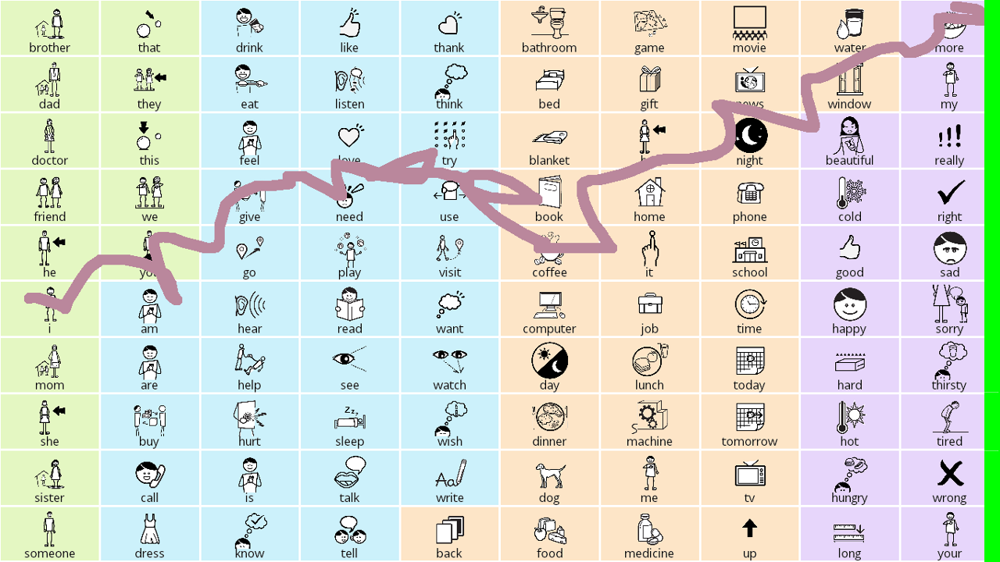 brother that drink like thank bathroom game movie water more
dad they eat listen think bed gift news window my
doctor this feel love try blanket night beautiful really
friend we give need use book home phone cold right
he you go play visit coffee it school good sad
i am hear read want computer job time happy sorry
mom are help see watch day lunch today hard thirsty
she buy hurt sleep wish dinner machine tomorrow hot tired
sister call is talk write dog me tv hungry wrong
someone dress know tell back food medicine up long your